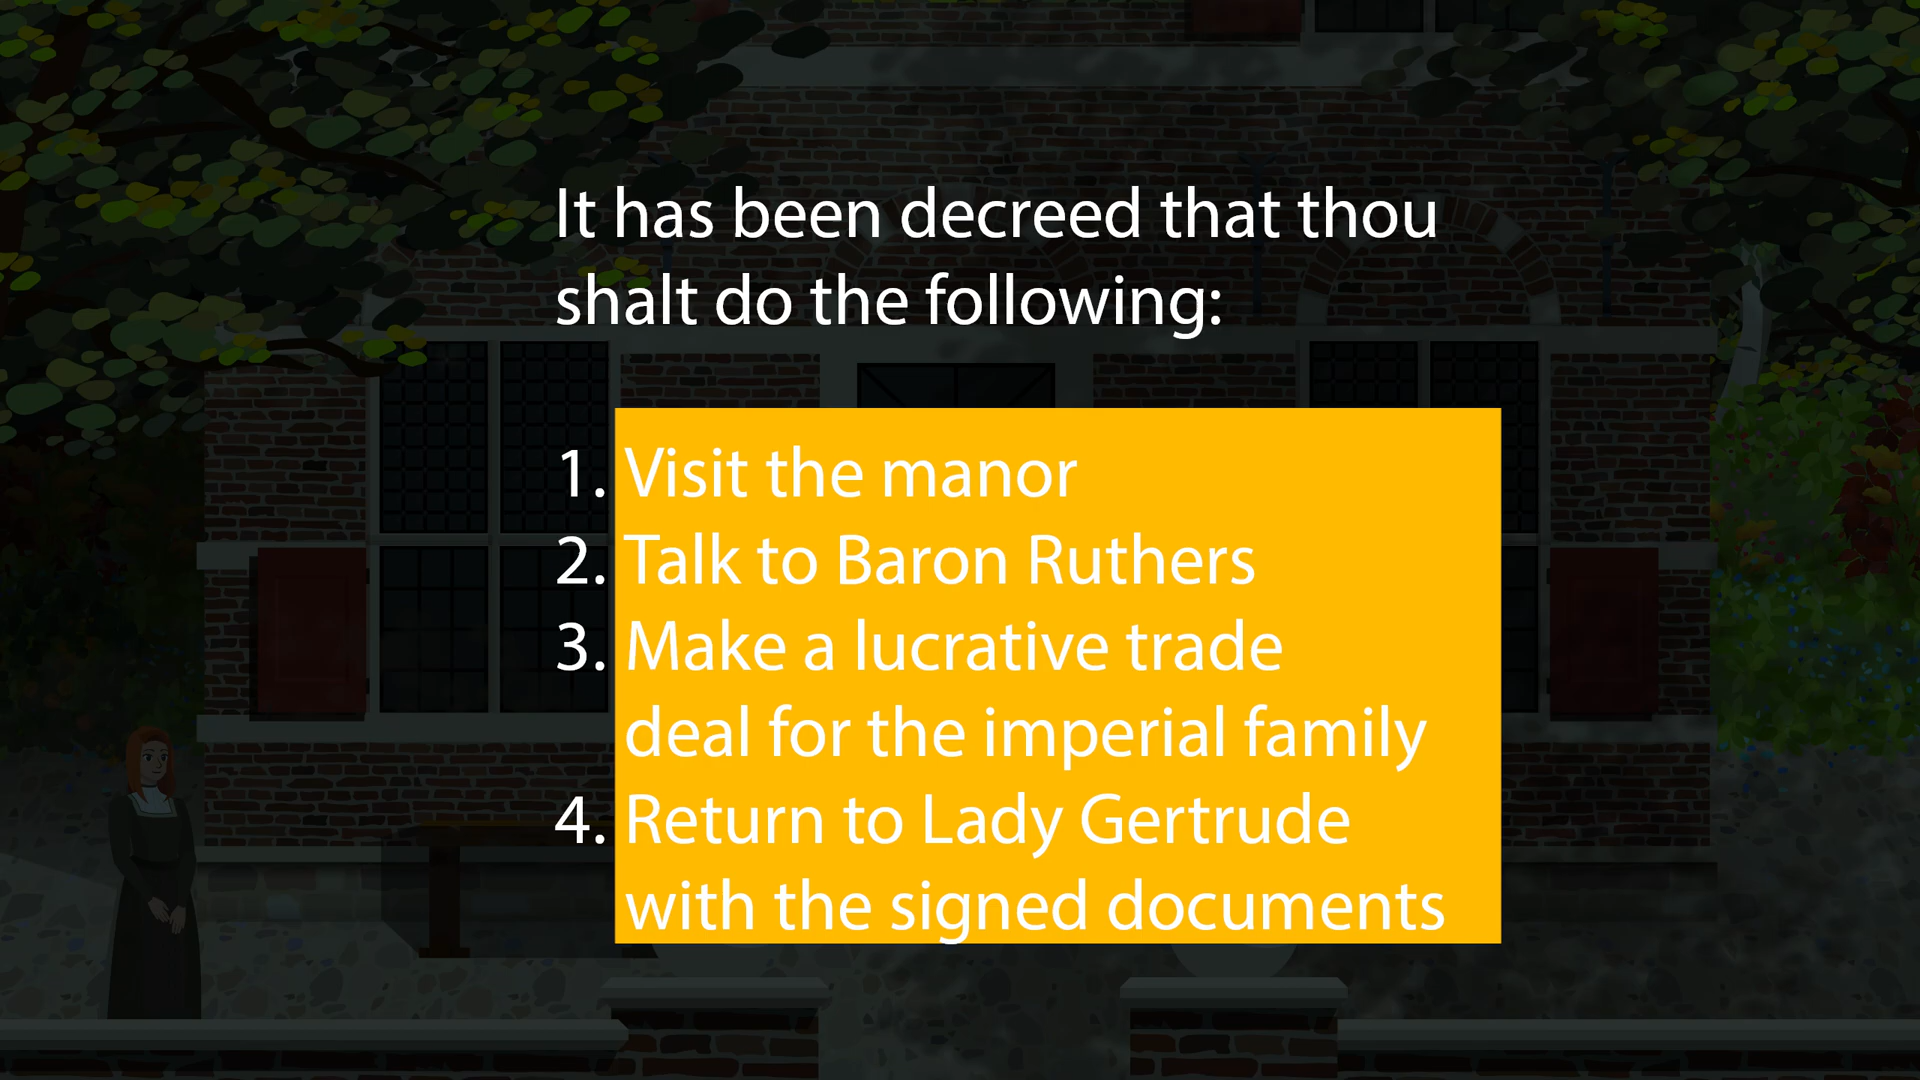 It has been decreed that thou
shalt do the following:
1. Visit the manor
2. Talk to Baron Ruthers
3. Make a lucrative trade
deal for the imperial family
4. Return to Lady Gertrude
with the signed documents